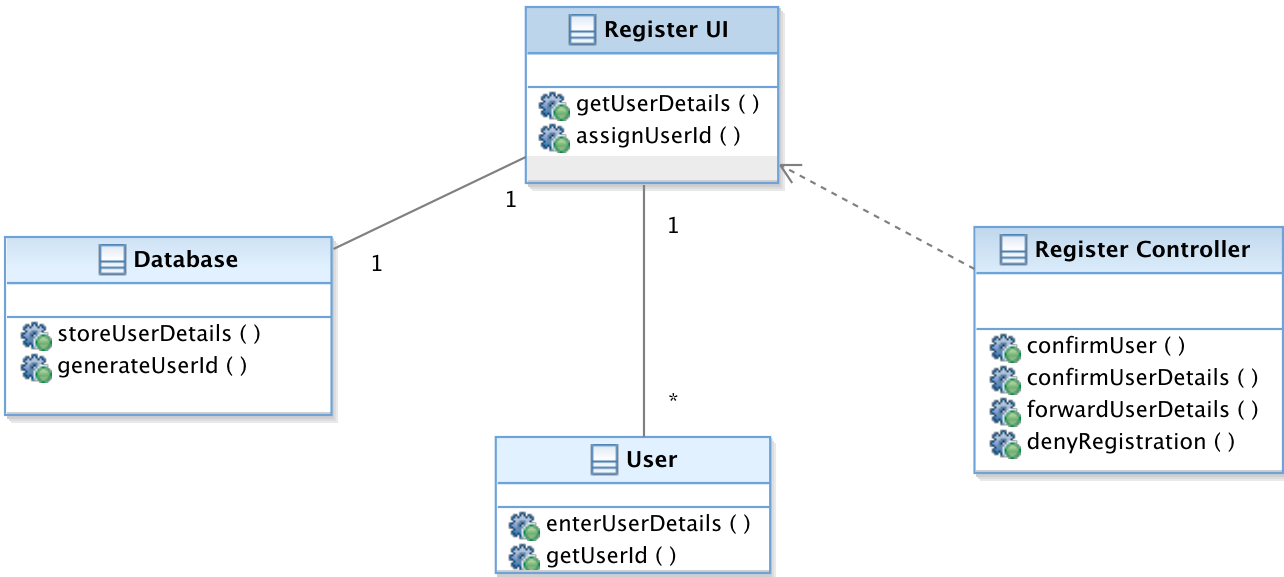 Register UI
getUserDetails ( )
assignUserId ( )
1
1
1
*
Database
storeUserDetails ( )
generateUserId ( )
Register Controller
confirmUser ( )
confirmUserDetails ( )
forwardUserDetails ( )
denyRegistration ( )
User
enterUserDetails ( )
getUserId ( )